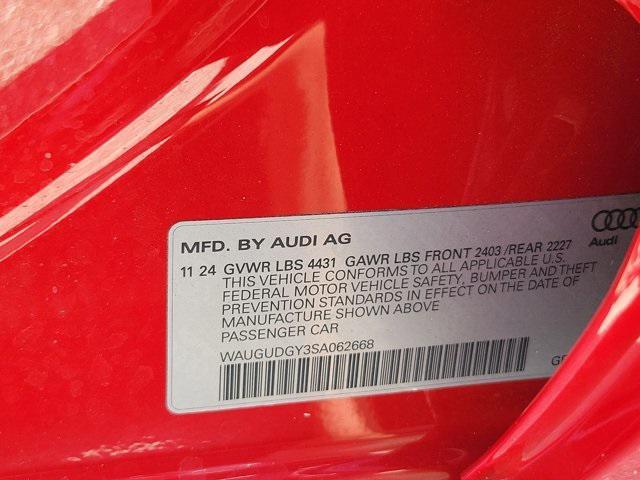 MFD. BY AUDI AG
Audi
11 24 GVWR LBS 4431 GAWR LBS FRONT 2403 /REAR 2227
THIS VEHICLE CONFORMS TO ALL APPLICABLE U.S.
FEDERAL MOTOR VEHICLE SAFETY, BUMPER AND THEFT
PREVENTION STANDARDS IN EFFECT ON THE DATE OF
MANUFACTURE SHOWN ABOVE
PASSENGER CAR
WAUGUDGY3SA062668